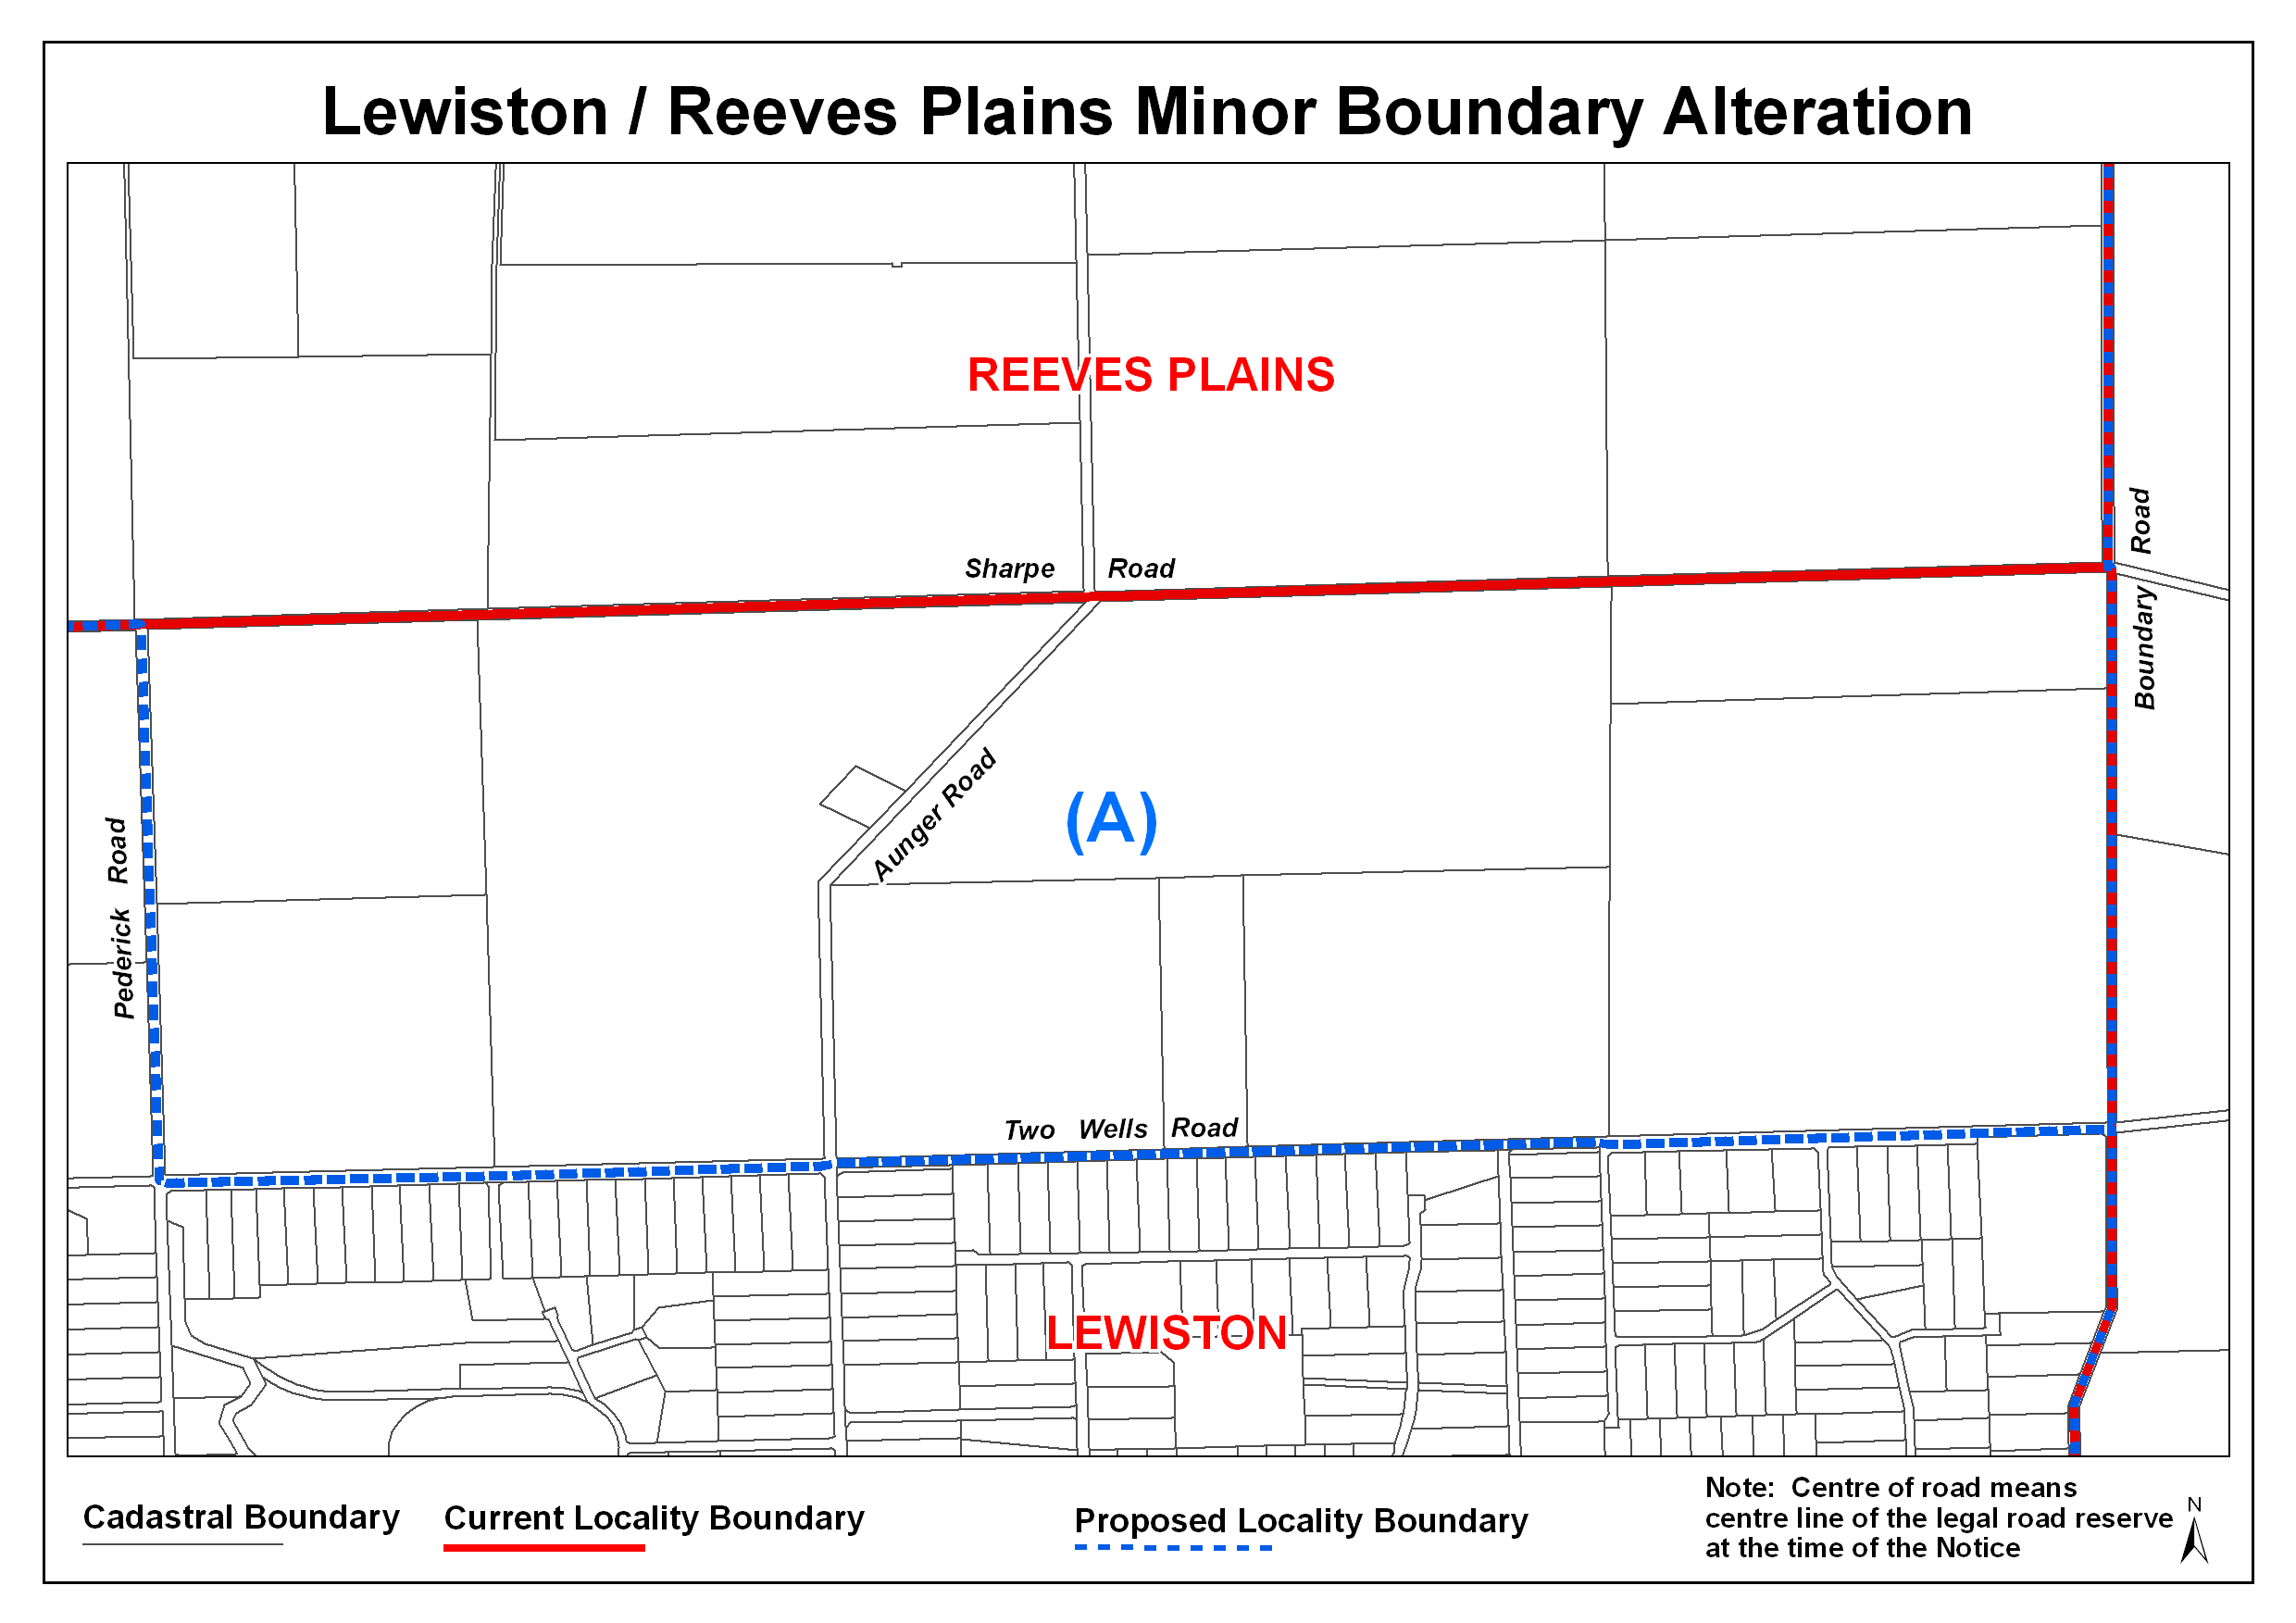 Lewiston / Reeves Plains Minor Boundary Alteration
REEVES PLAINS
Sharpe Road
Boundary Road
Aunger Road
(A)
Pederick Road
Two Wells Road
LEWISTON
Cadastral Boundary
Current Locality Boundary
Proposed Locality Boundary
Note: Centre of road means
centre line of the legal road reserve
at the time of the Notice
N